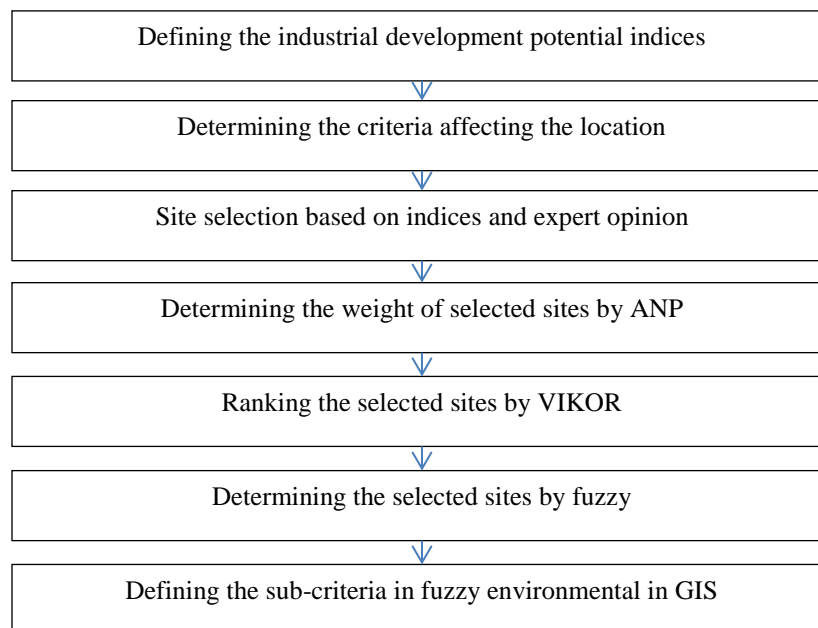 Defining the industrial development potential indices
Determining the criteria affecting the location
Site selection based on indices and expert opinion
Determining the weight of selected sites by ANP
Ranking the selected sites by VIKOR
Determining the selected sites by fuzzy
Defining the sub-criteria in fuzzy environmental in GIS